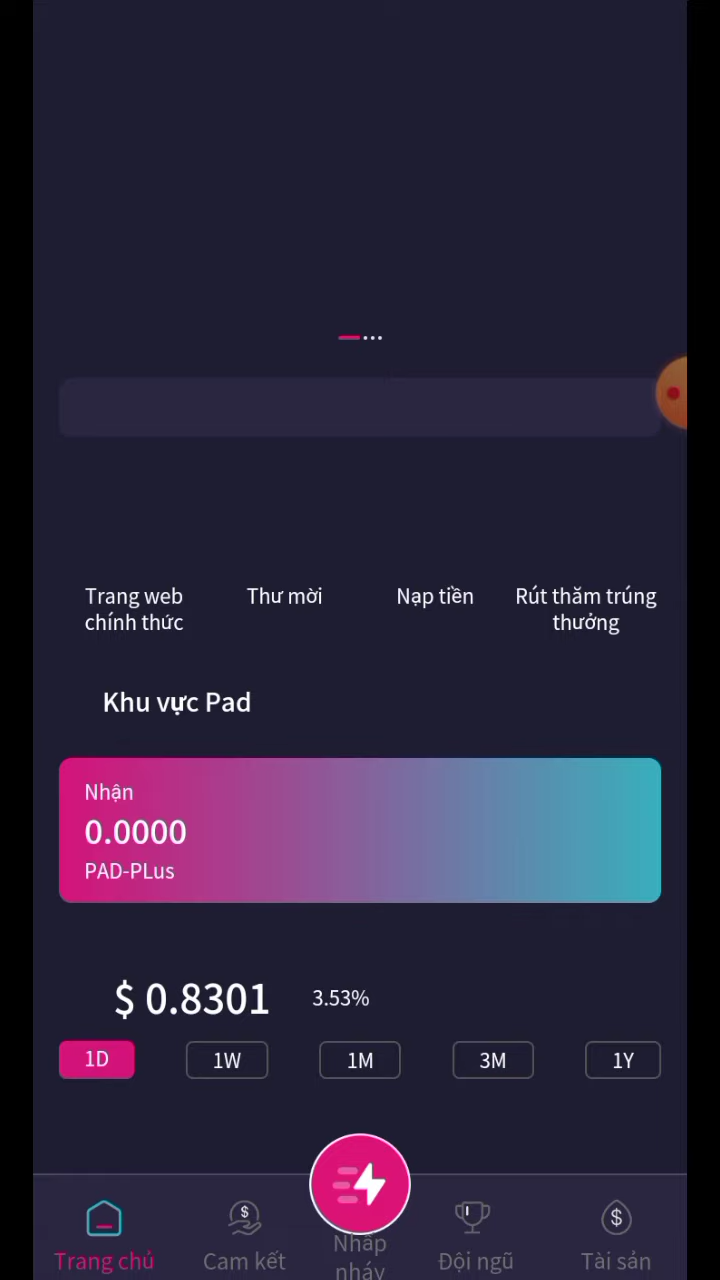 Trang web
chính thức
Thư mời
Nạp tiền
Rút thăm trúng
thưởng
Khu vực Pad
Nhận
0.0000
PAD-PLus
$ 0.8301
3.53%
1D
1W
1M
3M
1Y
Trang chủ
Cam kết
Nhấp
nháy
Đội ngũ
Tài sản